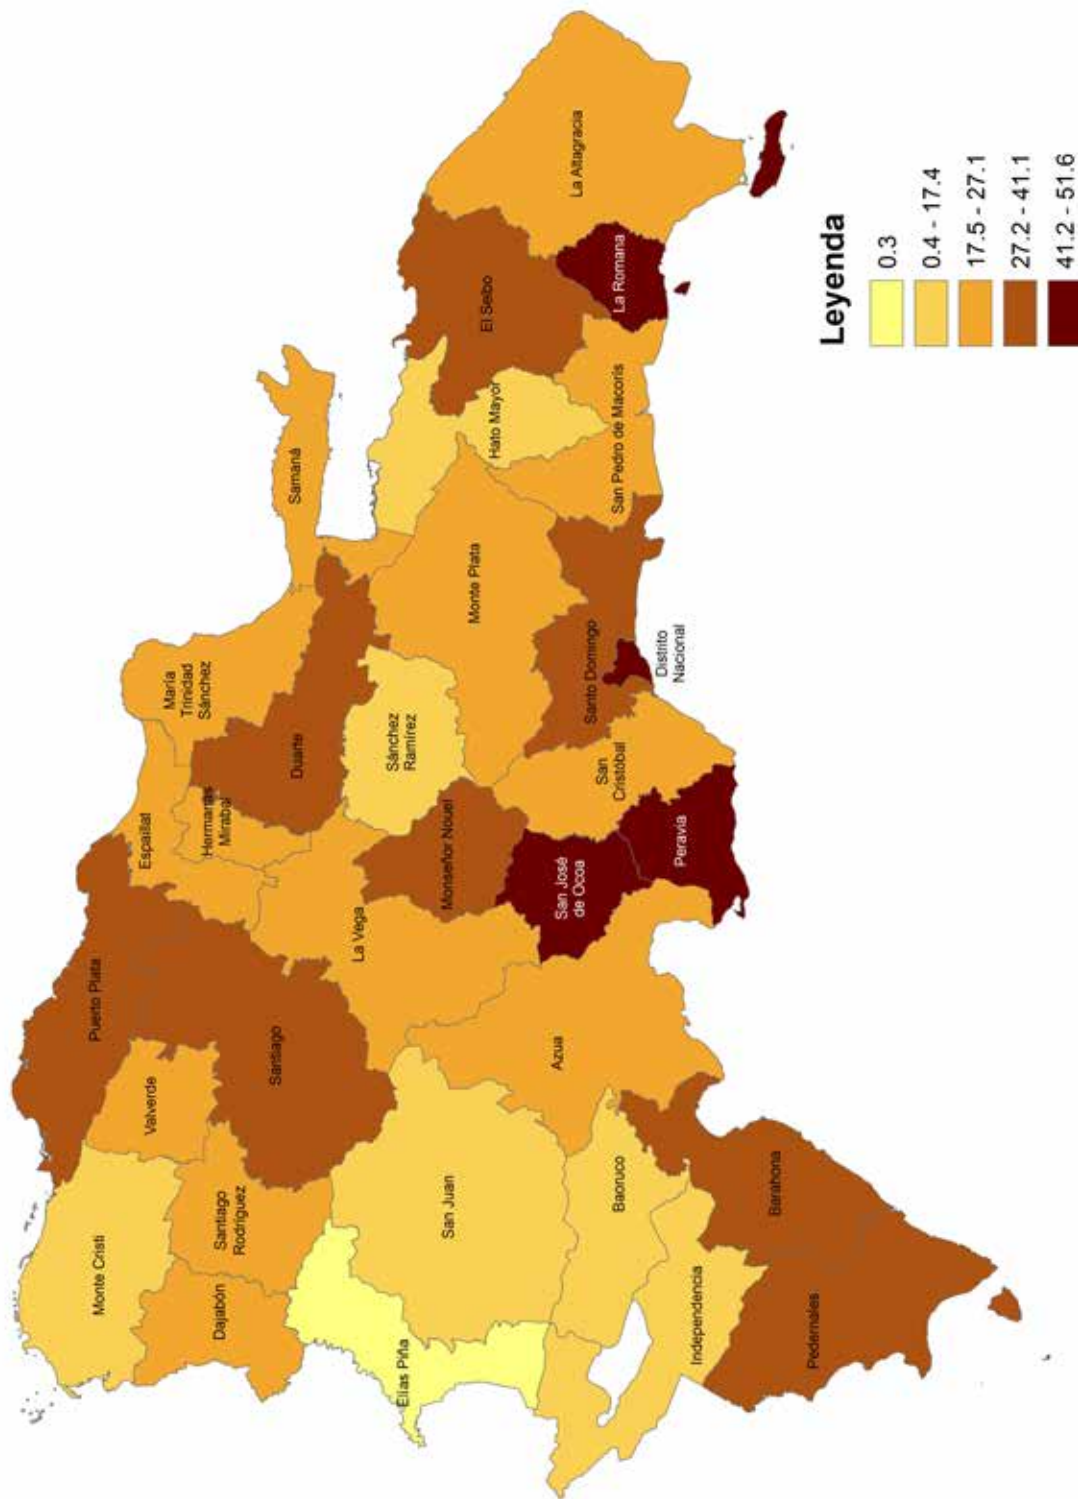 Puerto Plata
Monte Cristi
Valverde
Espaillat
María
Trinidad
Sánchez
Dajabón
Santiago
Rodríguez
Santiago
Hermanas
Mirabal
Duarte
Samaná
La Vega
Elías Piña
San Juan
Monseñor Nouel
Sánchez
Ramírez
Monte Plata
Hato Mayor
El Seibo
La Altagracia
Azua
San José
de Ocoa
San
Cristóbal
Santo Domingo
San Pedro de Macorís
La Romana
Baoruco
Independencia
Peravia
Distrito
Nacional
Barahona
Pedernales
Leyenda
0.3
0.4 - 17.4
17.5 - 27.1
27.2 - 41.1
41.2 - 51.6